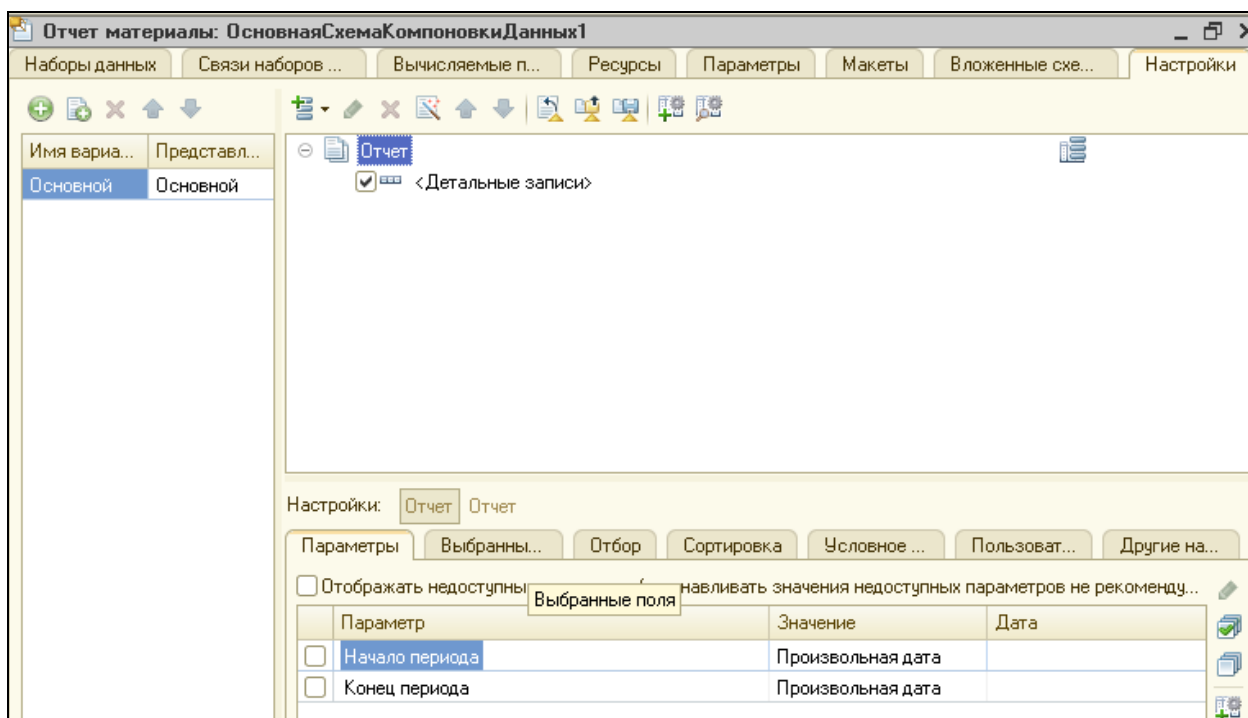 Отчет материалы: ОсновнаяСхемаКомпоновкиДанных1
Наборы данных Связи наборов ... Вычисляемые п... Ресурсы Параметры Макеты Вложенные схе... Настройки
Имя вариа... Представл...
Основной Основной
Отчет
<Детальные записи>
Настройки: Отчет Отчет
Параметры Выбранны... Отбор Сортировка Условное ... Пользоват... Другие на...
Отображать недоступны навливать значения недоступных параметров не рекоменду...
Выбранные поля
Параметр Значение Дата
Начало периода Произвольная дата
Конец периода Произвольная дата